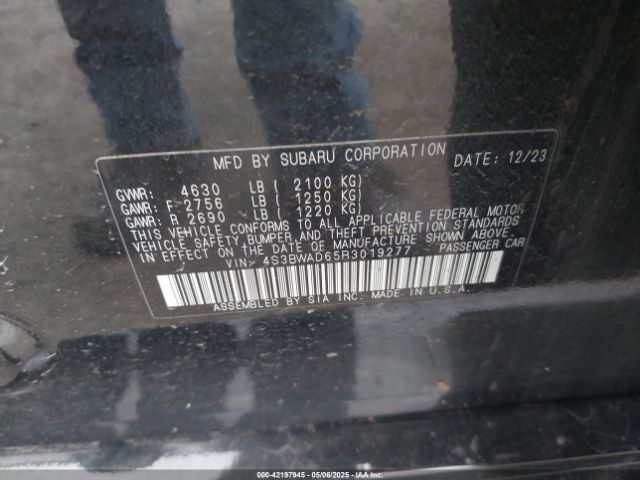 MFD BY SUBARU CORPORATION DATE: 12/23
GVWR: 4630 LB ( 2100 KG)
GAWR: F 2756 LB ( 1250 KG)
GAWR: R 2690 LB ( 1220 KG)
THIS VEHICLE CONFORMS TO ALL APPLICABLE FEDERAL MOTOR
VEHICLE SAFETY, BUMPER, AND THEFT PREVENTION STANDARDS
IN EFFECT ON THE DATE OF MANUFACTURE SHOWN ABOVE.
VIN: 4S3BWAD65R3019277 PASSENGER CAR
ASSEMBLED BY SIA INC. MADE IN U.S.A.
000-42197945 - 05/06/2025 - IAAI.COM